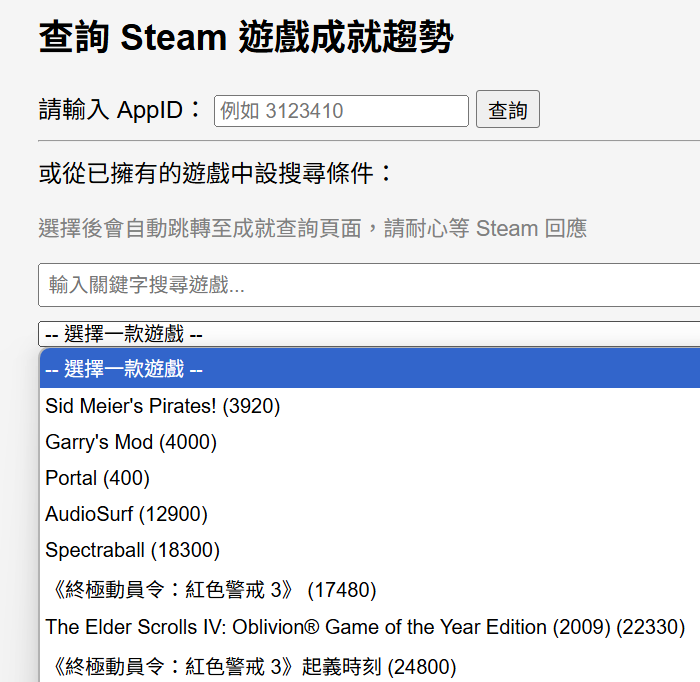 查詢 Steam 遊戲成就趨勢
請輸入 AppID： 例如 3123410 查詢
或從已擁有的遊戲中設搜尋條件：
選擇後會自動跳轉至成就查詢頁面，請耐心等 Steam 回應
輸入關鍵字搜尋遊戲...
-- 選擇一款遊戲 --
-- 選擇一款遊戲 --
Sid Meier's Pirates! (3920)
Garry's Mod (4000)
Portal (400)
AudioSurf (12900)
Spectraball (18300)
《終極動員令：紅色警戒 3》 (17480)
The Elder Scrolls IV: Oblivion® Game of the Year Edition (2009) (22330)
《終極動員令：紅色警戒 3》起義時刻 (24800)